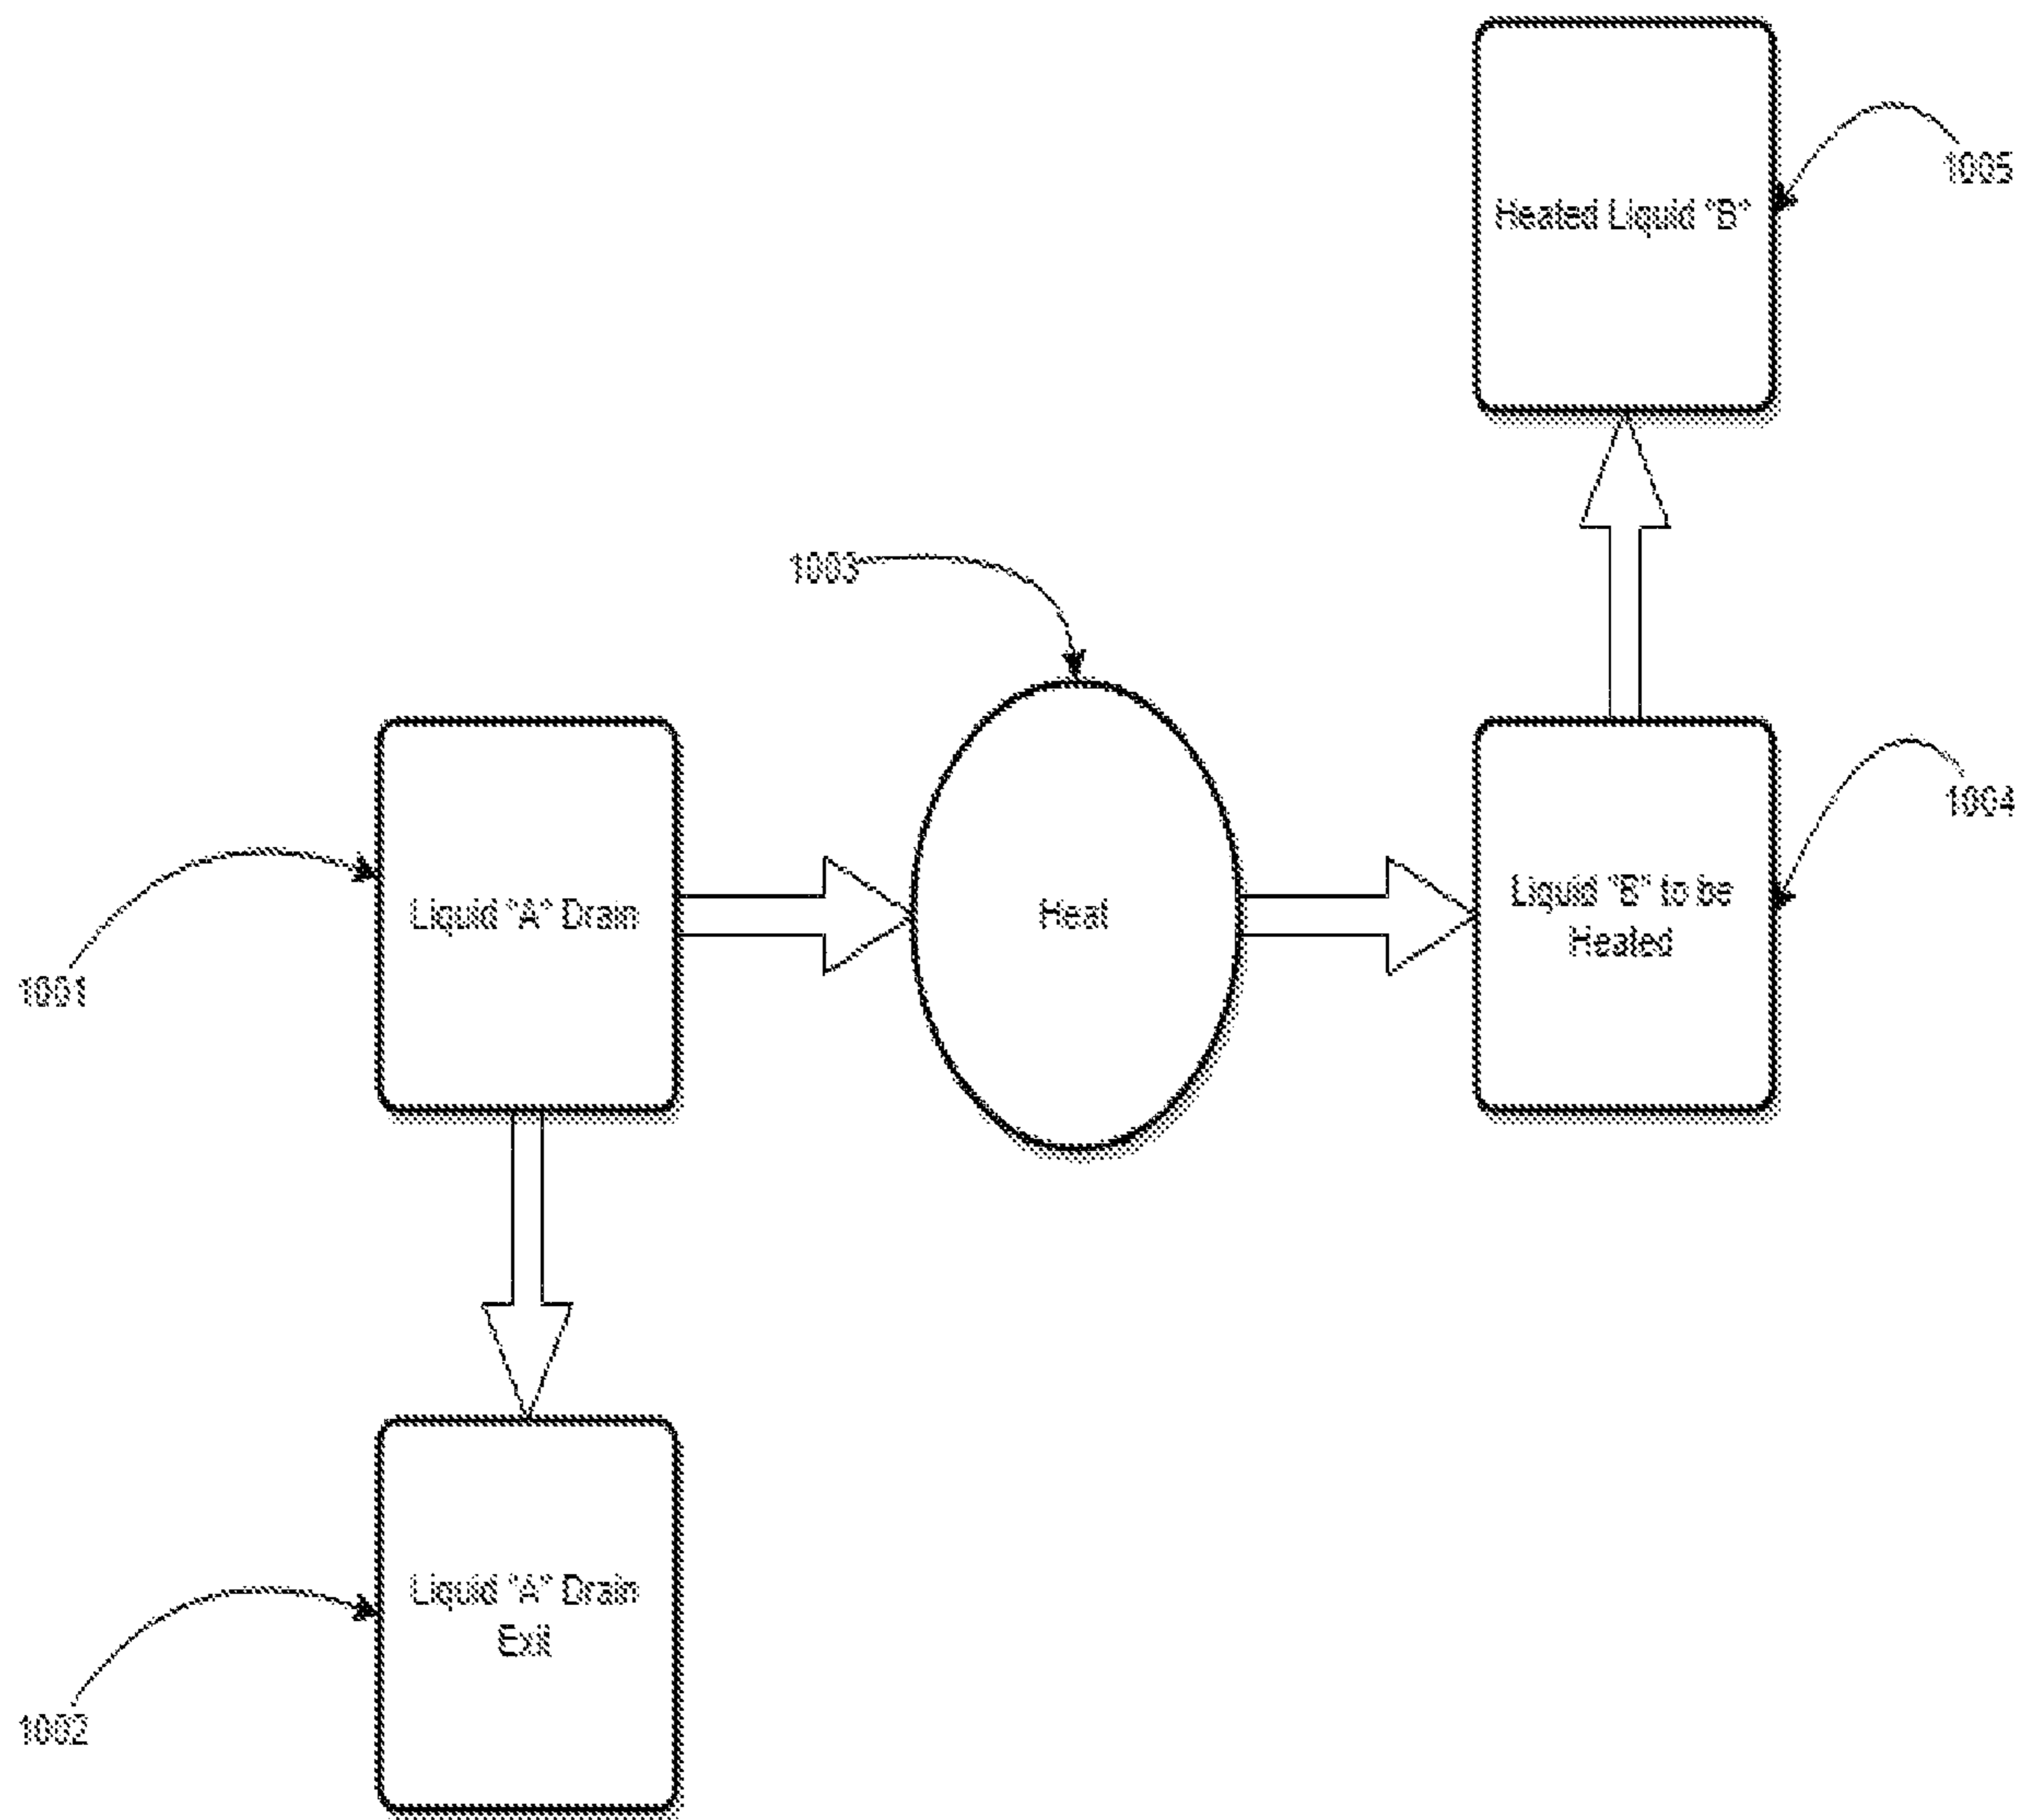 Heated Liquid "B"
1005
1003
Liquid "A" Drain
Heat
Liquid "B" to be
Heated
1004
1001
Liquid "A" Drain
Exit
1002